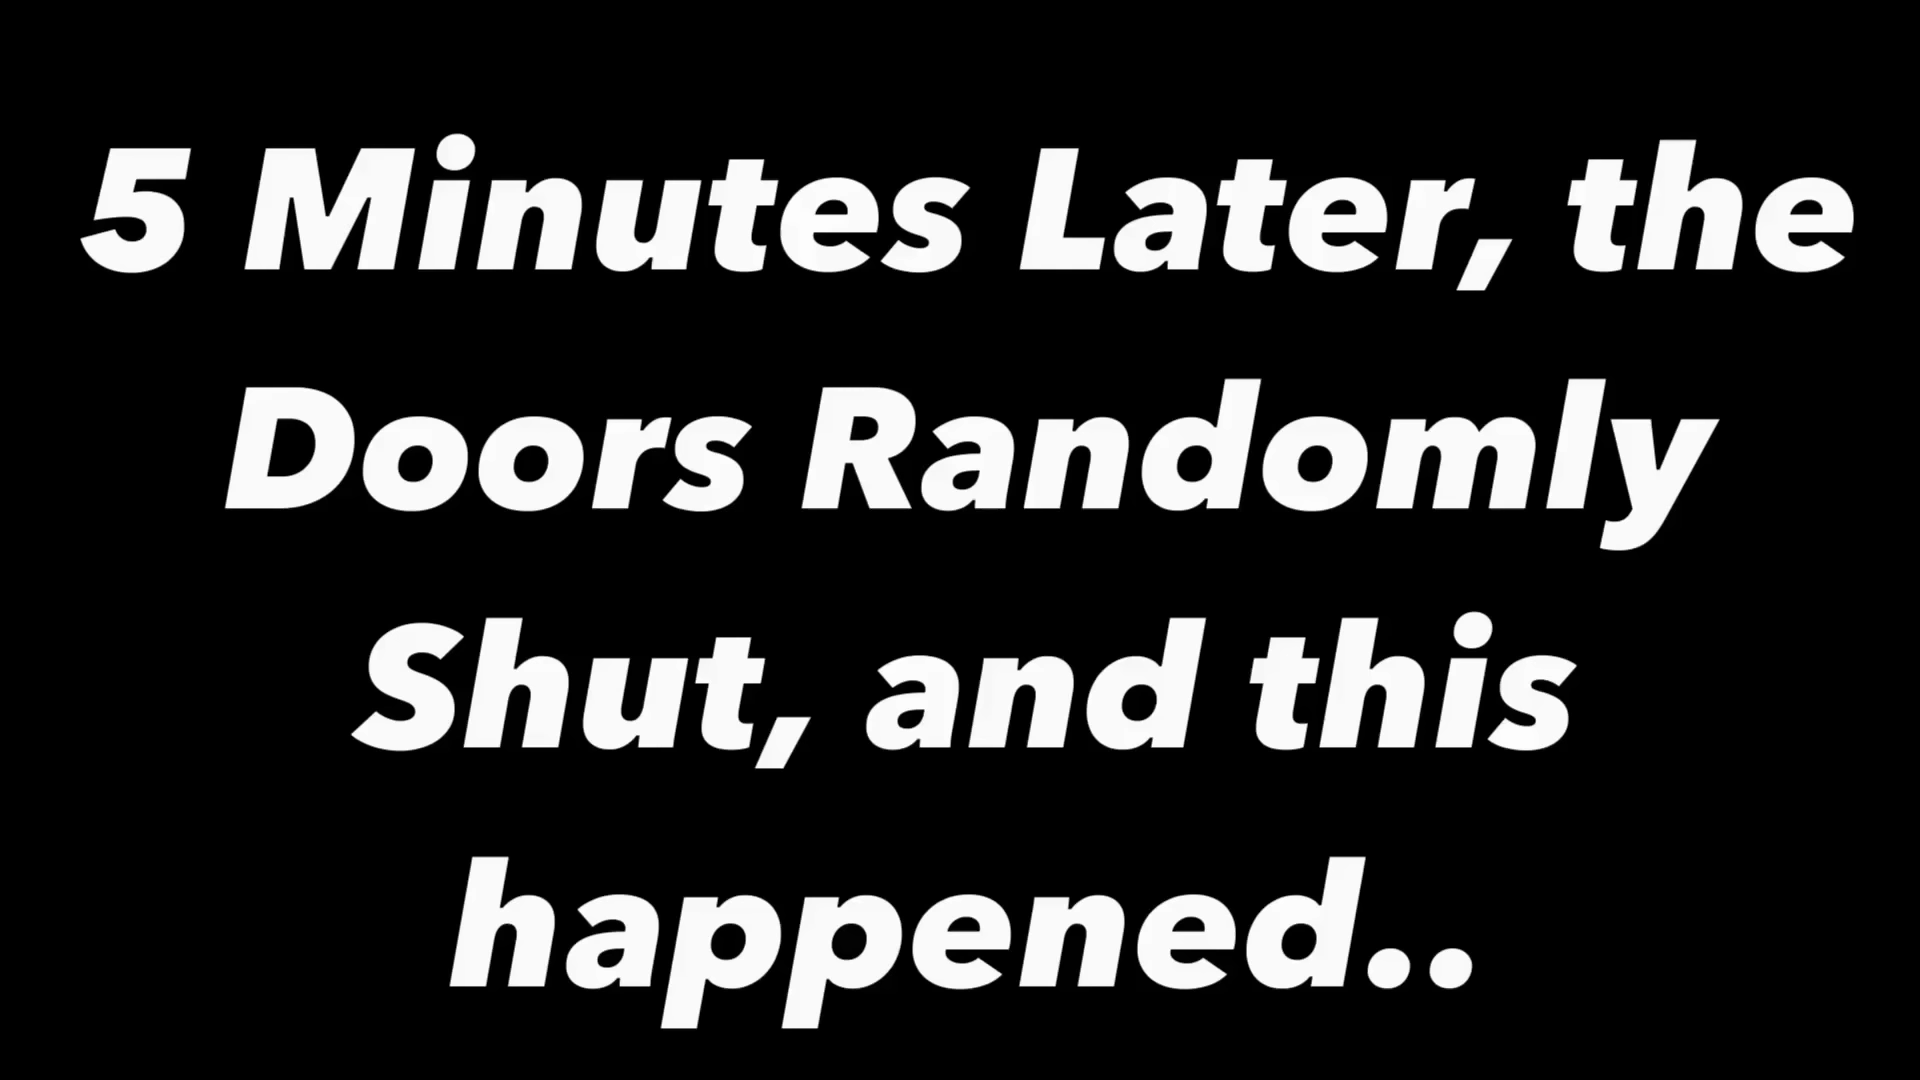 5 Minutes Later, the
Doors Randomly
Shut, and this
happened..